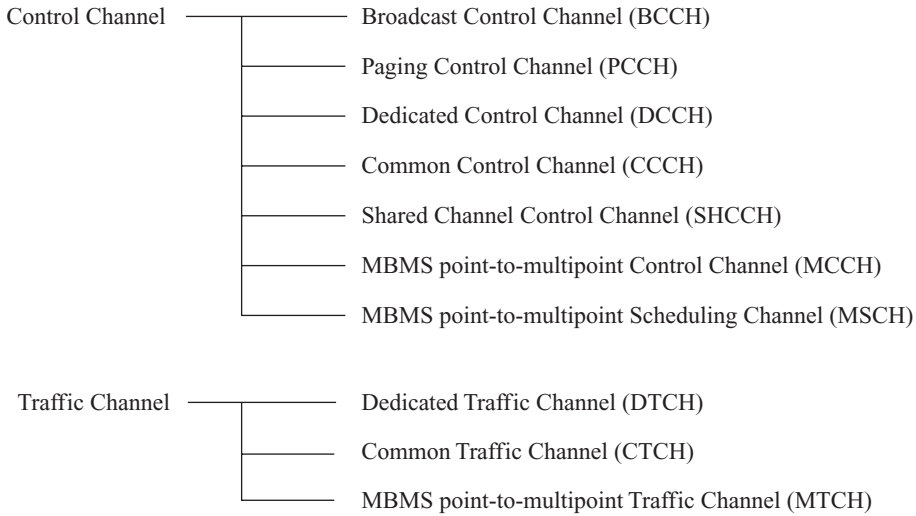 Control Channel
Broadcast Control Channel (BCCH)
Paging Control Channel (PCCH)
Dedicated Control Channel (DCCH)
Common Control Channel (CCCH)
Shared Channel Control Channel (SHCCH)
MBMS point-to-multipoint Control Channel (MCCH)
MBMS point-to-multipoint Scheduling Channel (MSCH)
Traffic Channel
Dedicated Traffic Channel (DTCH)
Common Traffic Channel (CTCH)
MBMS point-to-multipoint Traffic Channel (MTCH)